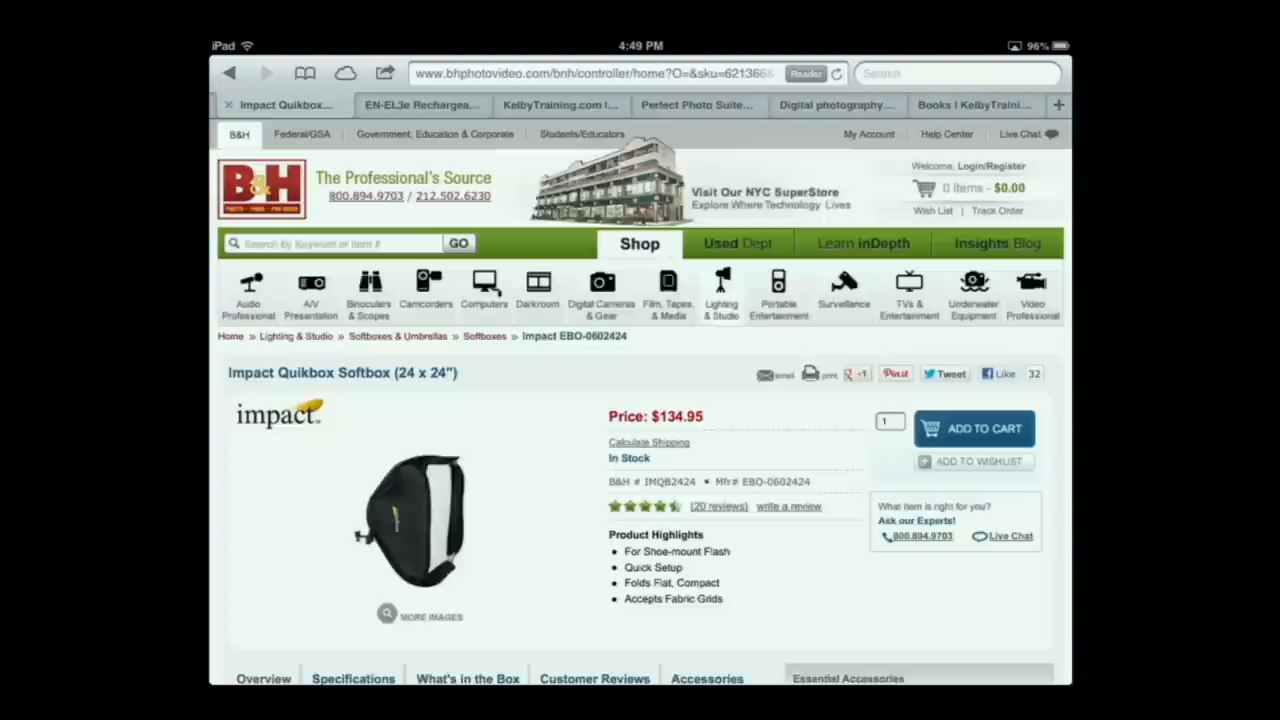 iPad 4:49 PM 96%
www.bhphotovideo.com/bnh/controller/home?O=&sku=621366 Reader Search
Impact Quikbox... EN-EL3e Rechargea... KelbyTraining.com |... Perfect Photo Suite... Digital photography... Books | KelbyTraini...
B&H Federal/GSA Government, Education & Corporate Students/Educators My Account Help Center Live Chat
B&H
The Professional's Source
800.894.9703 / 212.502.6230
Visit Our NYC SuperStore
Explore Where Technology Lives
Welcome, Login/Register
0 Items - $0.00
Wish List | Track Order
Search by Keyword or Item # GO Shop Used Dept Learn inDepth Insights Blog
Audio Professional
A/V Presentation
Binoculars & Scopes
Camcorders
Computers
Darkroom
Digital Cameras & Gear
Film, Tapes, & Media
Lighting & Studio
Portable Entertainment
Surveillance
TVs & Entertainment
Underwater Equipment
Video Professional
Home » Lighting & Studio » Softboxes & Umbrellas » Softboxes » Impact EBO-0602424
Impact Quikbox Softbox (24 x 24") email print +1 Pin it Tweet Like 32
impact
MORE IMAGES
Price: $134.95
Calculate Shipping
In Stock
B&H # IMQB2424 • Mfr# EBO-0602424
(20 reviews) write a review
Product Highlights
• For Shoe-mount Flash
• Quick Setup
• Folds Flat, Compact
• Accepts Fabric Grids
1 ADD TO CART
ADD TO WISHLIST
What item is right for you?
Ask our Experts!
800.894.9703 Live Chat
Overview Specifications What's in the Box Customer Reviews Accessories Essential Accessories